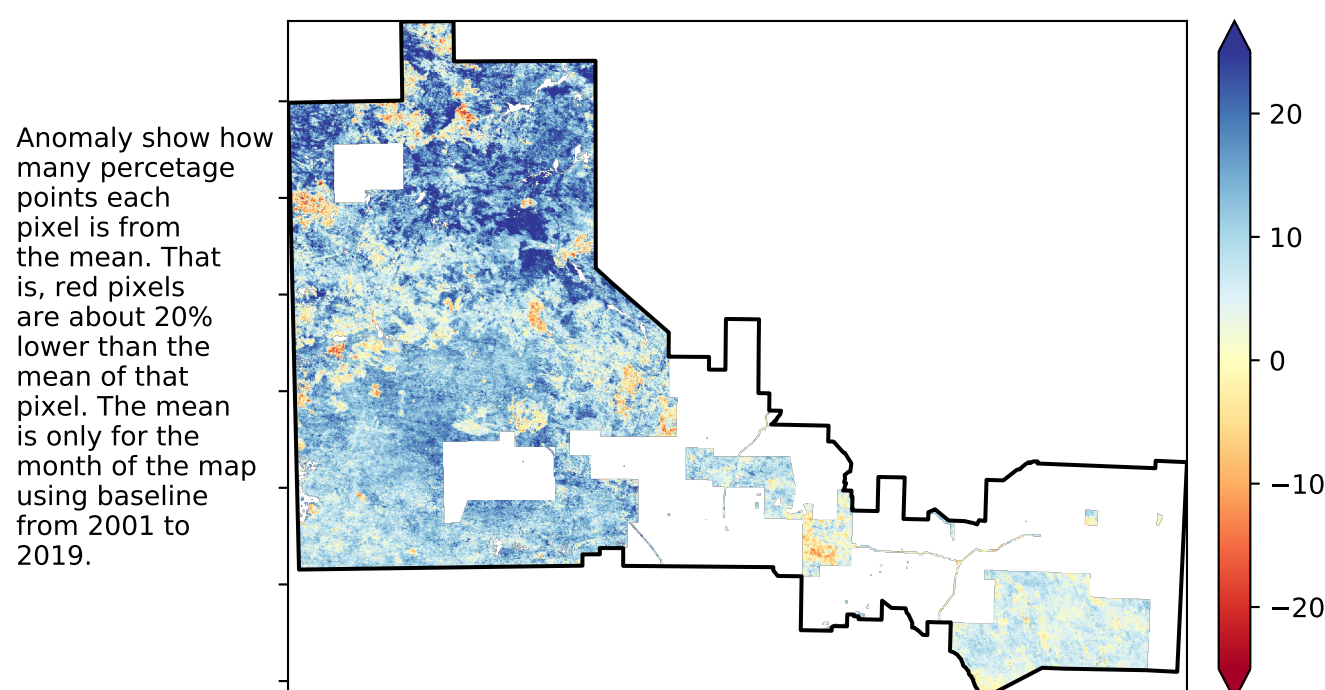 Anomaly show how
many percetage
points each
pixel is from
the mean. That
is, red pixels
are about 20%
lower than the
mean of that
pixel. The mean
is only for the
month of the map
using baseline
from 2001 to
2019.
20
10
0
−10
−20